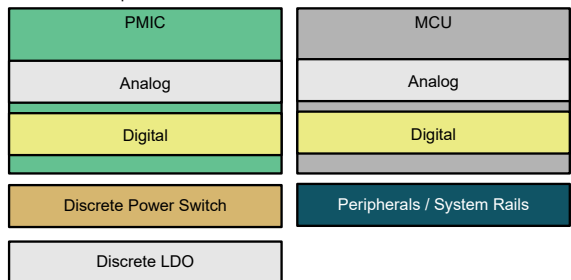 PMIC
MCU
Analog
Analog
Digital
Digital
Discrete Power Switch
Peripherals / System Rails
Discrete LDO